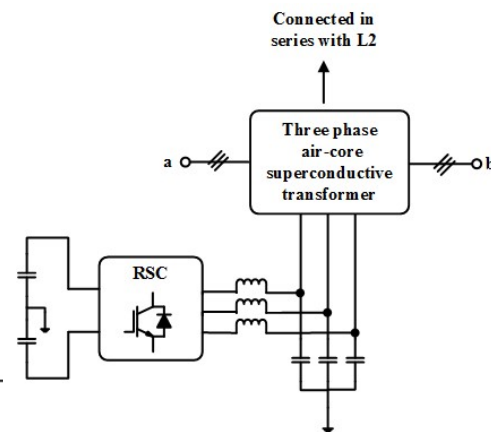 Connected in
series with L2
Three phase
air-core
superconductive
transformer
a
b
RSC